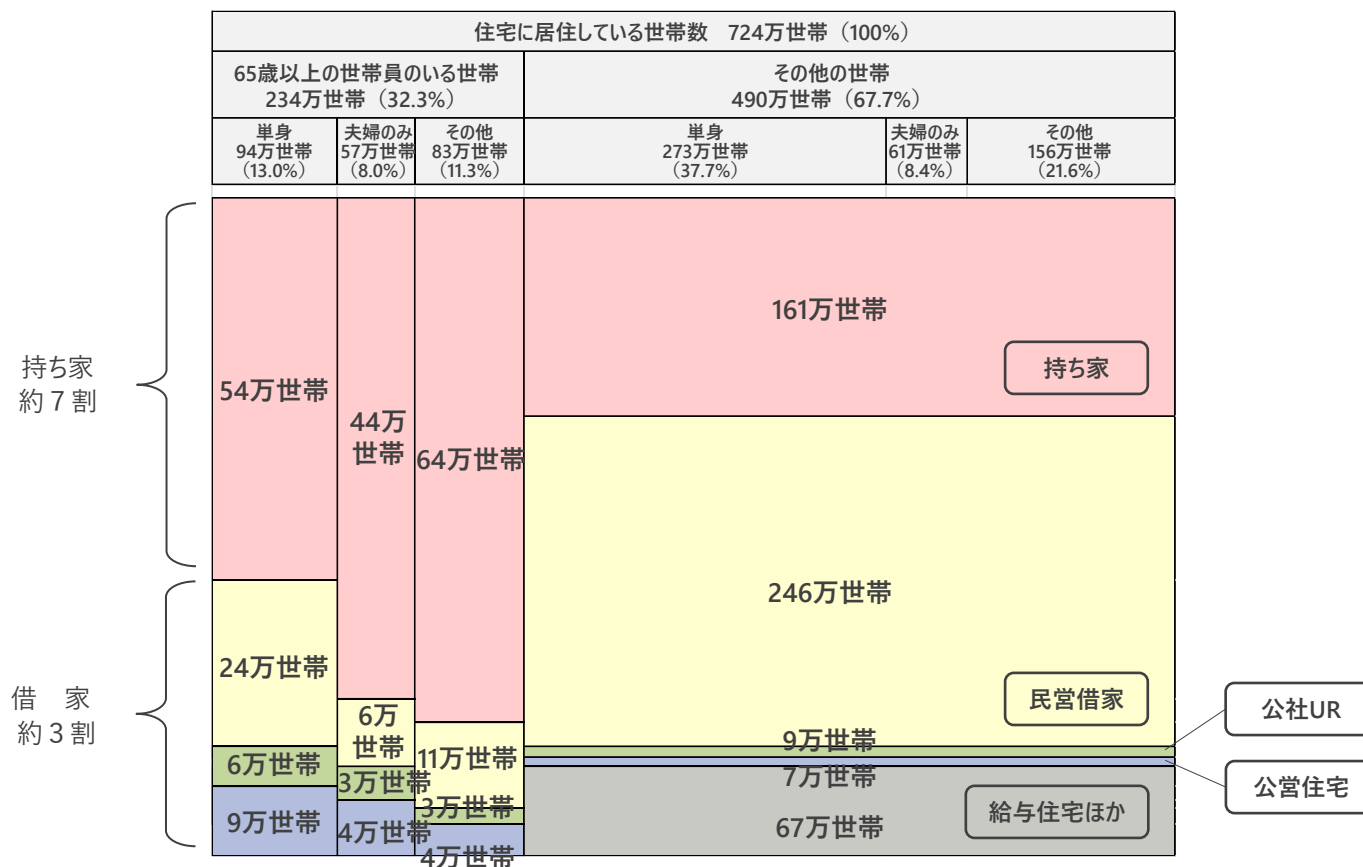 住宅に居住している世帯数　724万世帯（100%）
65歳以上の世帯員のいる世帯
234万世帯（32.3%）
その他の世帯
490万世帯（67.7%）
単身
94万世帯
（13.0%）
夫婦のみ
57万世帯
（8.0%）
その他
83万世帯
（11.3%）
単身
273万世帯
（37.7%）
夫婦のみ
61万世帯
（8.4%）
その他
156万世帯
（21.6%）
持ち家
約７割
54万世帯
44万
世帯
64万世帯
161万世帯
持ち家
借　家
約３割
24万世帯
6万
世帯
11万世帯
246万世帯
民営借家
6万世帯
3万世帯
3万世帯
9万世帯
公社UR
9万世帯
4万世帯
4万世帯
7万世帯
公営住宅
67万世帯
給与住宅ほか